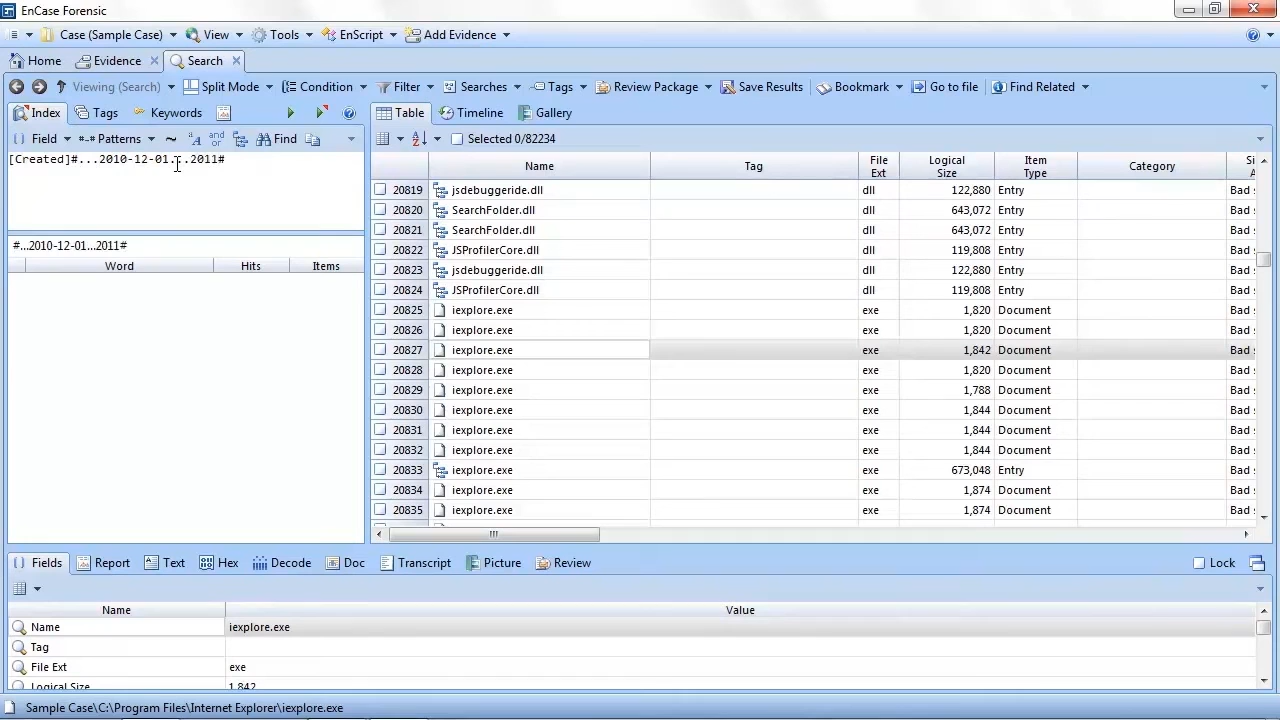 EnCase Forensic
Case (Sample Case) View Tools EnScript Add Evidence
Home Evidence Search
Viewing (Search) Split Mode Condition Filter Searches Tags Review Package Save Results Bookmark Go to file Find Related
Index Tags Keywords
Table Timeline Gallery
Field Patterns Find
Selected 0/82234
[Created]#...2010-12-01...2011#
#...2010-12-01...2011#
Word Hits Items
Name Tag File Ext Logical Size Item Type Category
20819 jsdebuggeride.dll dll 122,880 Entry Bad
20820 SearchFolder.dll dll 643,072 Entry Bad
20821 SearchFolder.dll dll 643,072 Entry Bad
20822 JSProfilerCore.dll dll 119,808 Entry Bad
20823 jsdebuggeride.dll dll 122,880 Entry Bad
20824 JSProfilerCore.dll dll 119,808 Entry Bad
20825 iexplore.exe exe 1,820 Document Bad
20826 iexplore.exe exe 1,820 Document Bad
20827 iexplore.exe exe 1,842 Document Bad
20828 iexplore.exe exe 1,820 Document Bad
20829 iexplore.exe exe 1,788 Document Bad
20830 iexplore.exe exe 1,844 Document Bad
20831 iexplore.exe exe 1,844 Document Bad
20832 iexplore.exe exe 1,844 Document Bad
20833 iexplore.exe exe 673,048 Entry Bad
20834 iexplore.exe exe 1,874 Document Bad
20835 iexplore.exe exe 1,874 Document Bad
Fields Report Text Hex Decode Doc Transcript Picture Review Lock
Name Value
Name iexplore.exe
Tag
File Ext exe
Logical Size 1,842
Sample Case\C:\Program Files\Internet Explorer\iexplore.exe